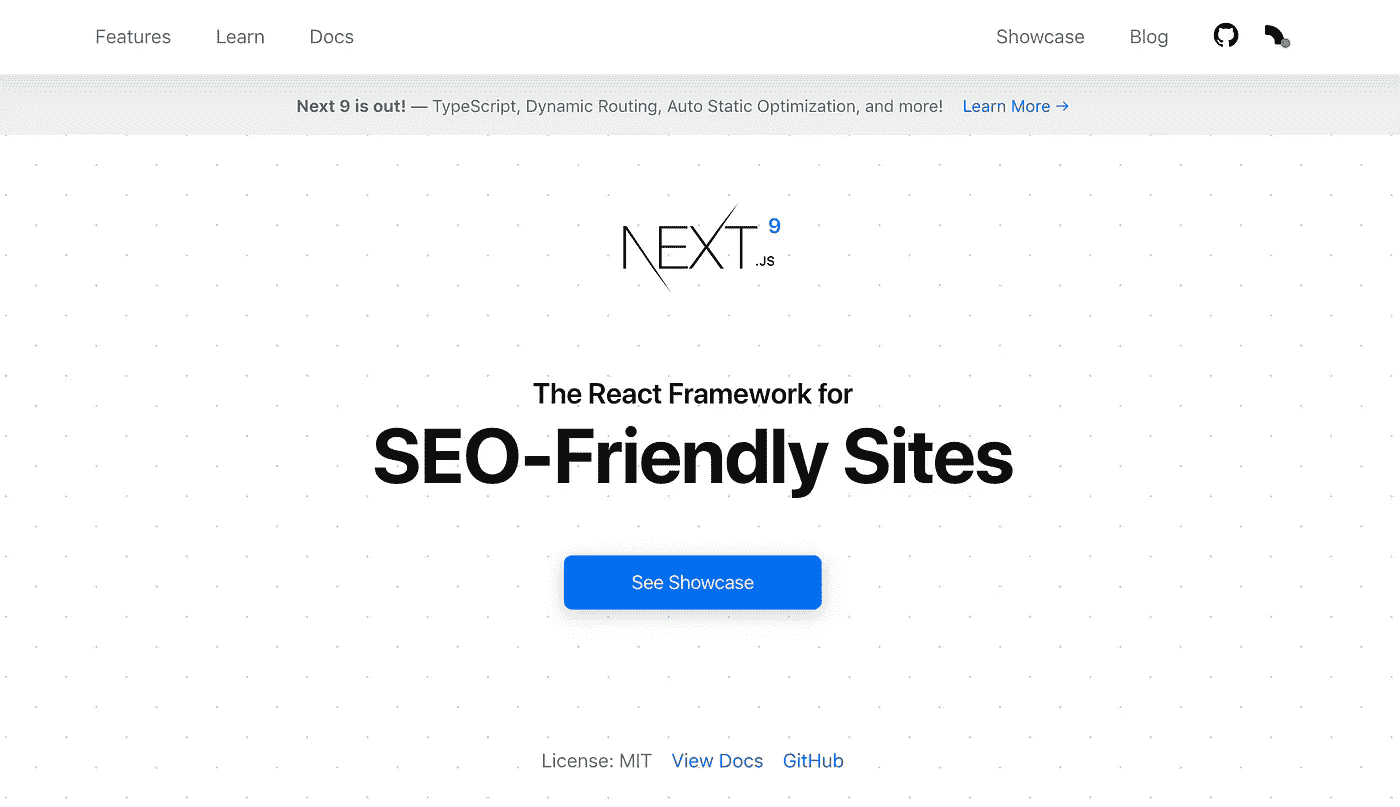 Features Learn Docs Showcase Blog
Next 9 is out! — TypeScript, Dynamic Routing, Auto Static Optimization, and more! Learn More →
NEXT.JS 9
The React Framework for
SEO-Friendly Sites
See Showcase
License: MIT View Docs GitHub